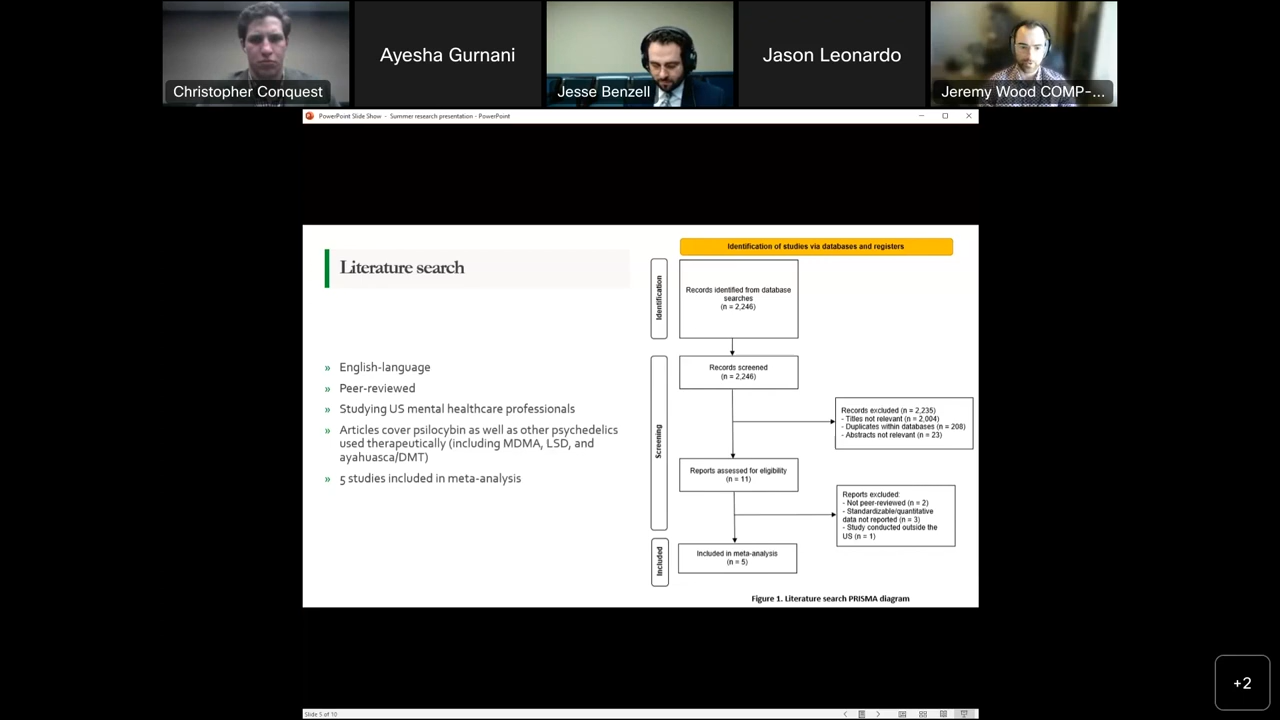 Christopher Conquest
Ayesha Gurnani
Jesse Benzell
Jason Leonardo
Jeremy Wood COMP-...
PowerPoint Slide Show - Summer research presentation - PowerPoint
Literature search
» English-language
» Peer-reviewed
» Studying US mental healthcare professionals
» Articles cover psilocybin as well as other psychedelics
used therapeutically (including MDMA, LSD, and
ayahuasca/DMT)
» 5 studies included in meta-analysis
Identification of studies via databases and registers
Identification
Records identified from database
searches
(n = 2,246)
Screening
Records screened
(n = 2,246)
Records excluded (n = 2,235)
- Titles not relevant (n = 2,004)
- Duplicates within databases (n = 208)
- Abstracts not relevant (n = 23)
Reports assessed for eligibility
(n = 11)
Reports excluded:
- Not peer-reviewed (n = 2)
- Standardizable/quantitative
data not reported (n = 3)
- Study conducted outside the
US (n = 1)
Included
Included in meta-analysis
(n = 5)
Figure 1. Literature search PRISMA diagram
Slide 5 of 10
+2